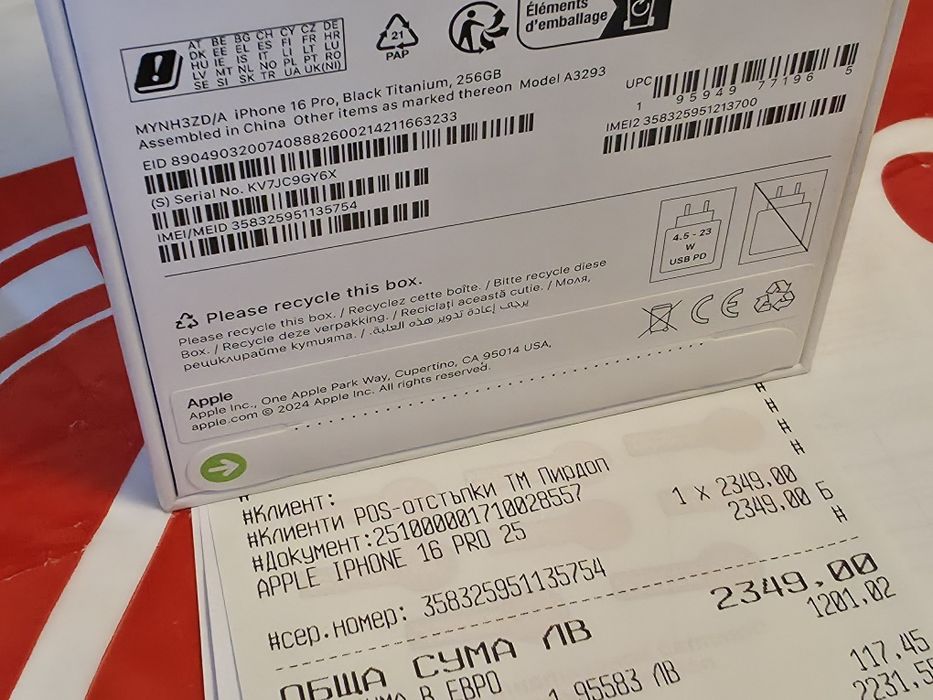 Éléments
d'emballage
AT BE BG CH CY CZ DE
DK EE EL ES FI FR HR
HU IE IS IT LI LT LU
LV MT NL NO PL PT RO
SE SI SK TR UA UK(NI)
21
PAP
MYNH3ZD/A iPhone 16 Pro, Black Titanium, 256GB
Assembled in China Other items as marked thereon Model A3293
UPC
1 95949 77196 5
EID 89049032007408882600214211663233
IMEI2 358325951213700
(S) Serial No. KV7JC9GY6X
IMEI/MEID 358325951135754
4.5 - 23
W
USB PD
Please recycle this box.
Please recycle this box. / Recyclez cette boîte. / Bitte recycle diese
Box. / Recycle deze verpakking. / Reciclați această cutie. / Моля,
рециклирайте кутията. / يرجى إعادة تدوير هذه العلبة.
Apple
Apple Inc., One Apple Park Way, Cupertino, CA 95014 USA,
apple.com © 2024 Apple Inc. All rights reserved.
#Клиент:
#Клиенти POS-отстъпки ТМ Пирдоп
#Документ:251000001710028557
1 x 2349.00
APPLE IPHONE 16 PRO 25
2349.00 Б
#сер.номер: 358325951135754
#
ОБЩА СУМА ЛВ 2349,00
В ЕВРО 1201.02
1.95583 ЛВ
117.45